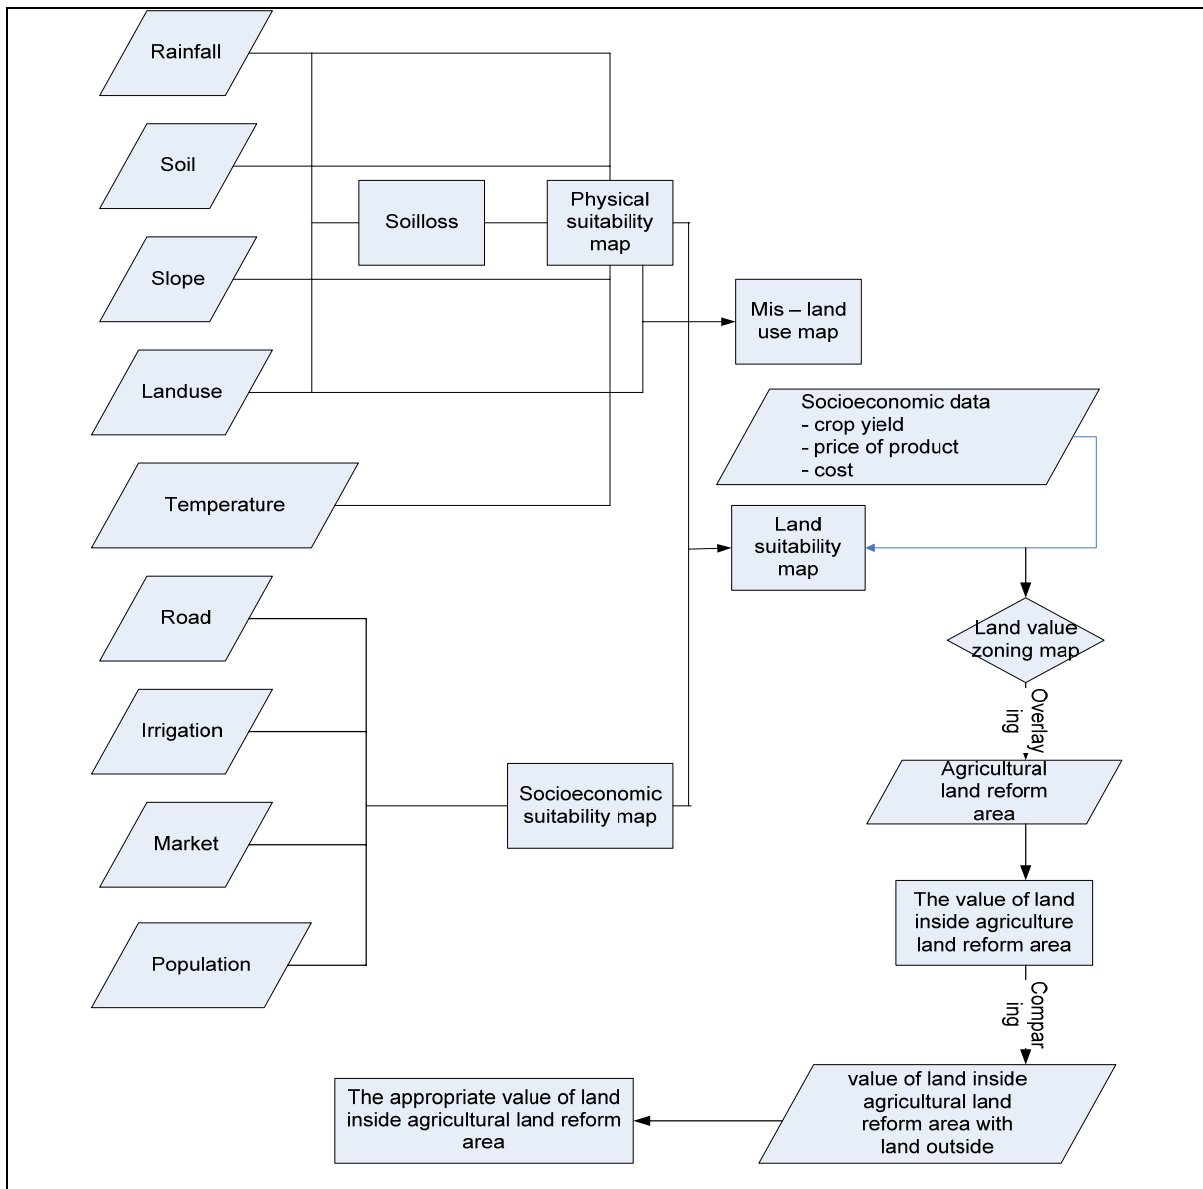 Rainfall
Soil
Soilloss
Physical
suitability
map
Slope
Mis – land
use map
Landuse
Socioeconomic data
- crop yield
- price of product
- cost
Temperature
Land
suitability
map
Road
Land value
zoning map
Irrigation
Overlay
ing
Socioeconomic
suitability map
Agricultural
land reform
area
Market
The value of land
inside agriculture
land reform area
Population
Compar
ing
value of land inside
agricultural land
reform area with
land outside
The appropriate value of land
inside agricultural land reform
area